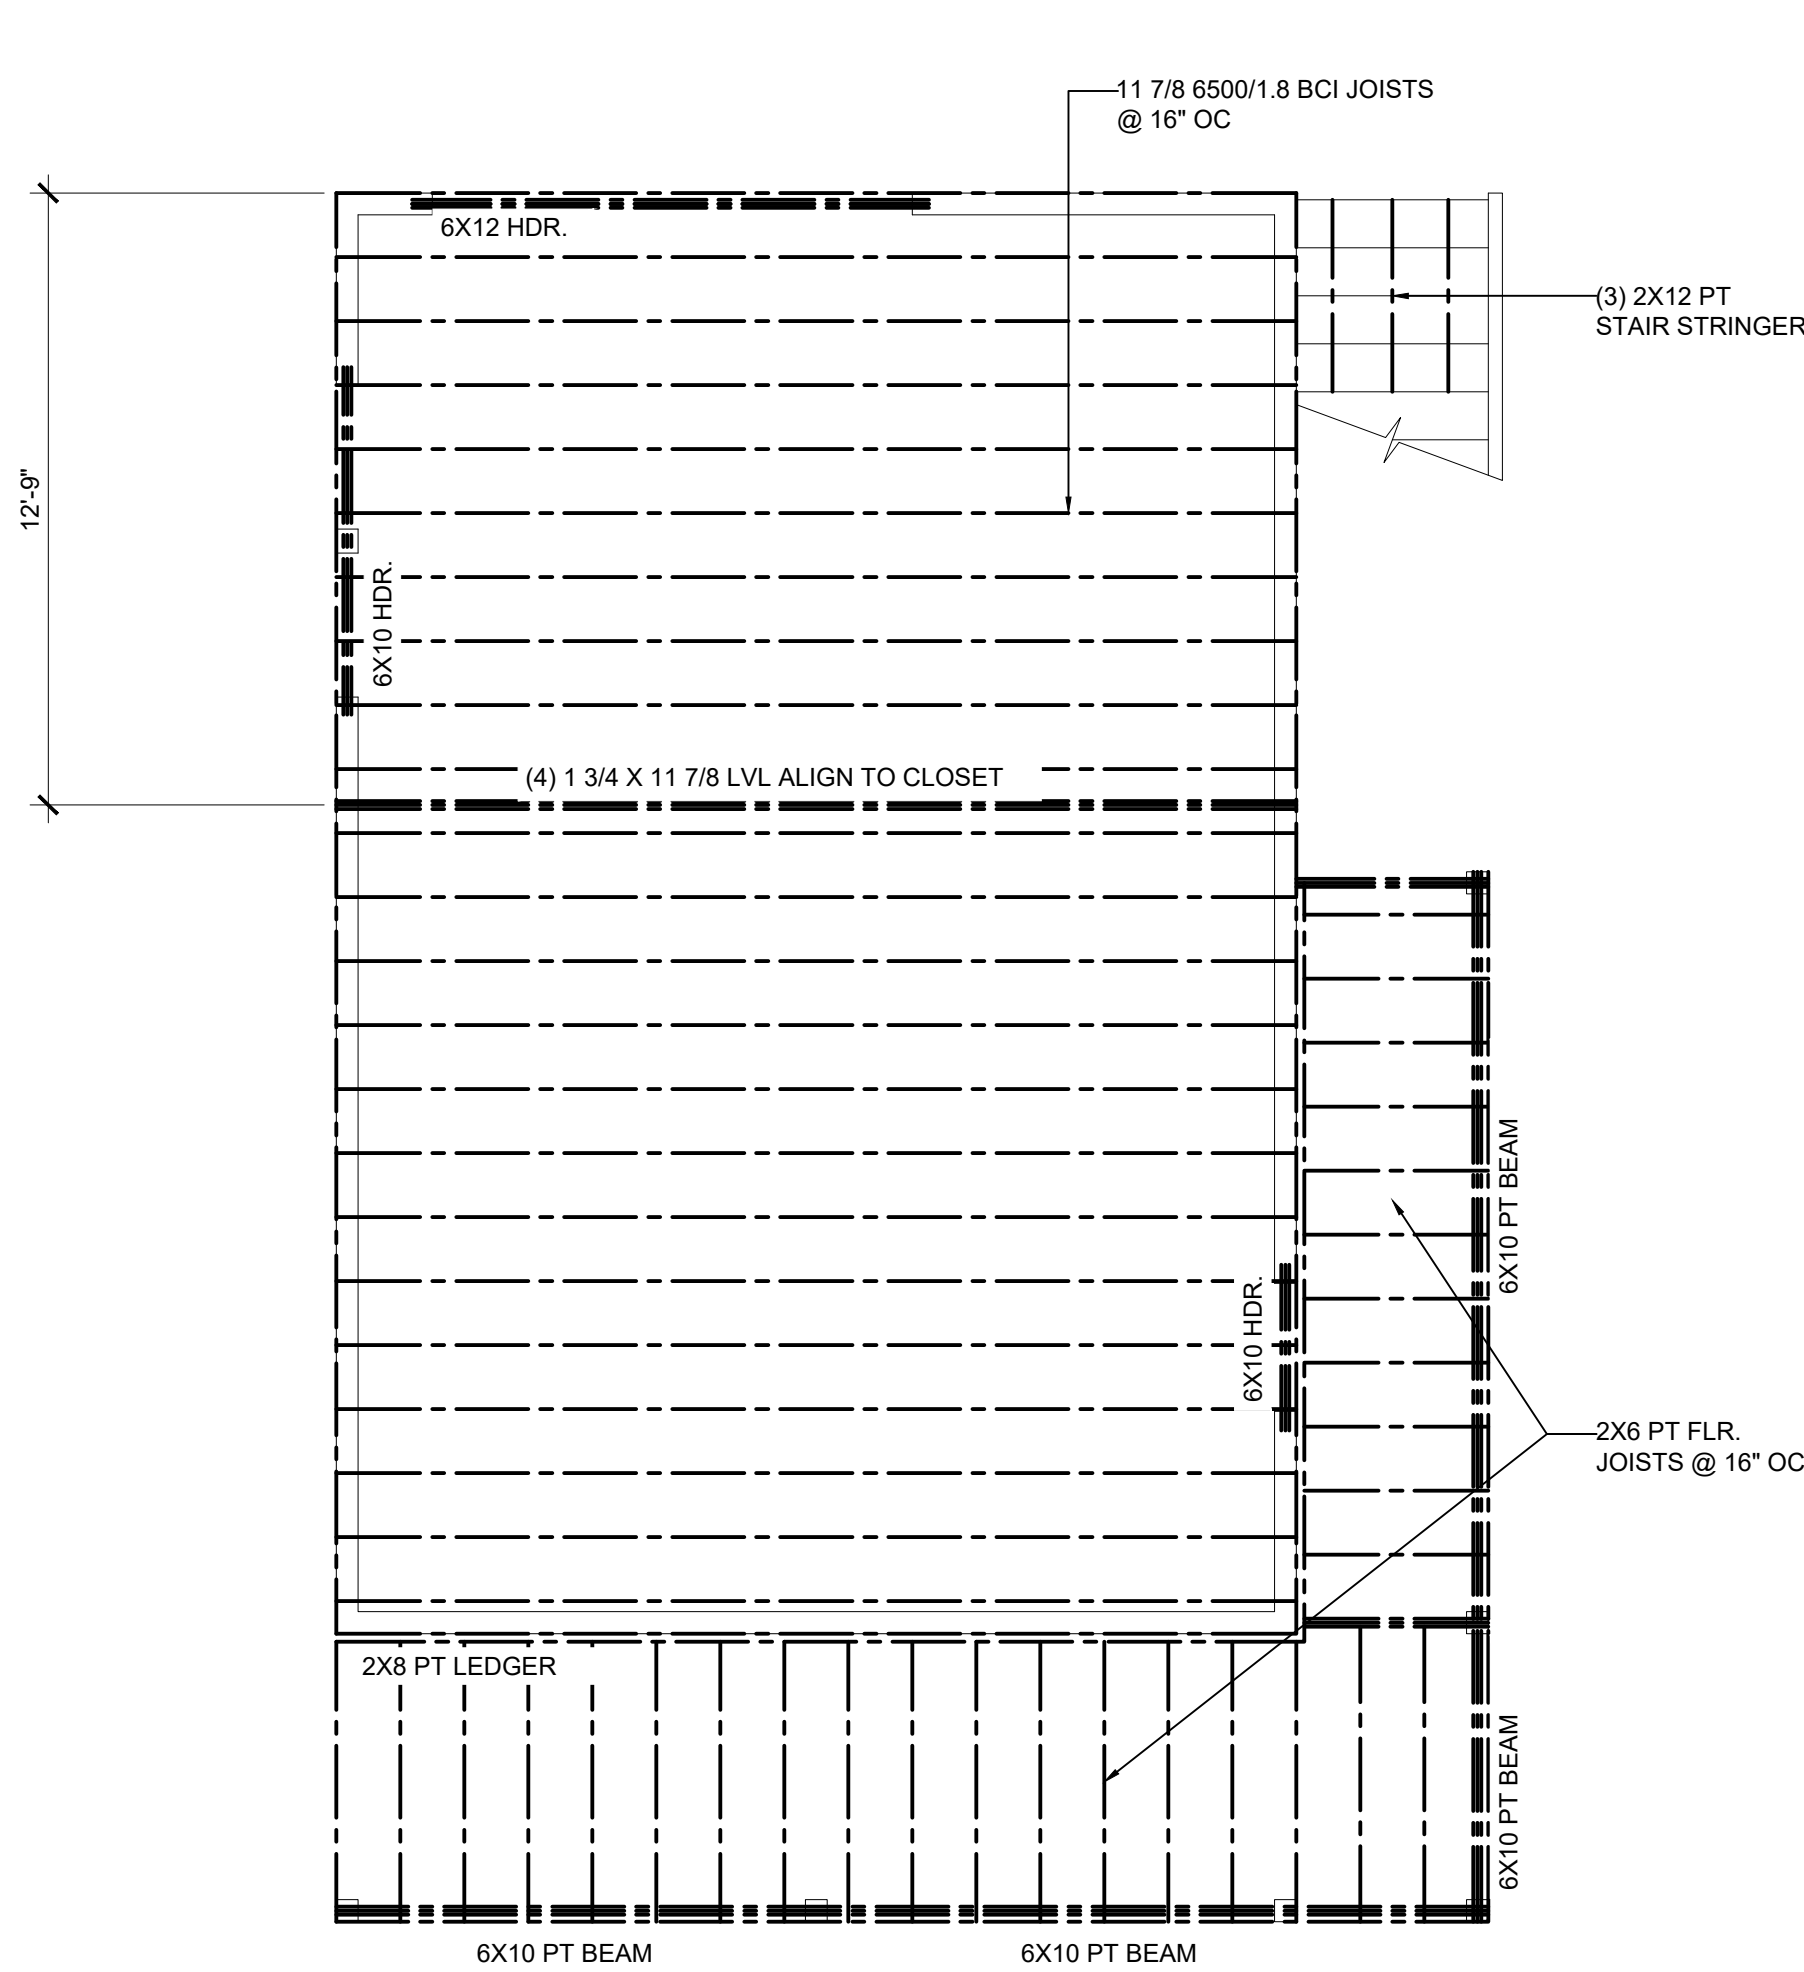 11 7/8 6500/1.8 BCI JOISTS
@ 16" OC
6X12 HDR.
(3) 2X12 PT
STAIR STRINGER
12'-9"
6X10 HDR.
(4) 1 3/4 X 11 7/8 LVL ALIGN TO CLOSET
6X10 PT BEAM
6X10 HDR.
2X6 PT FLR.
JOISTS @ 16" OC
2X8 PT LEDGER
6X10 PT BEAM
6X10 PT BEAM
6X10 PT BEAM